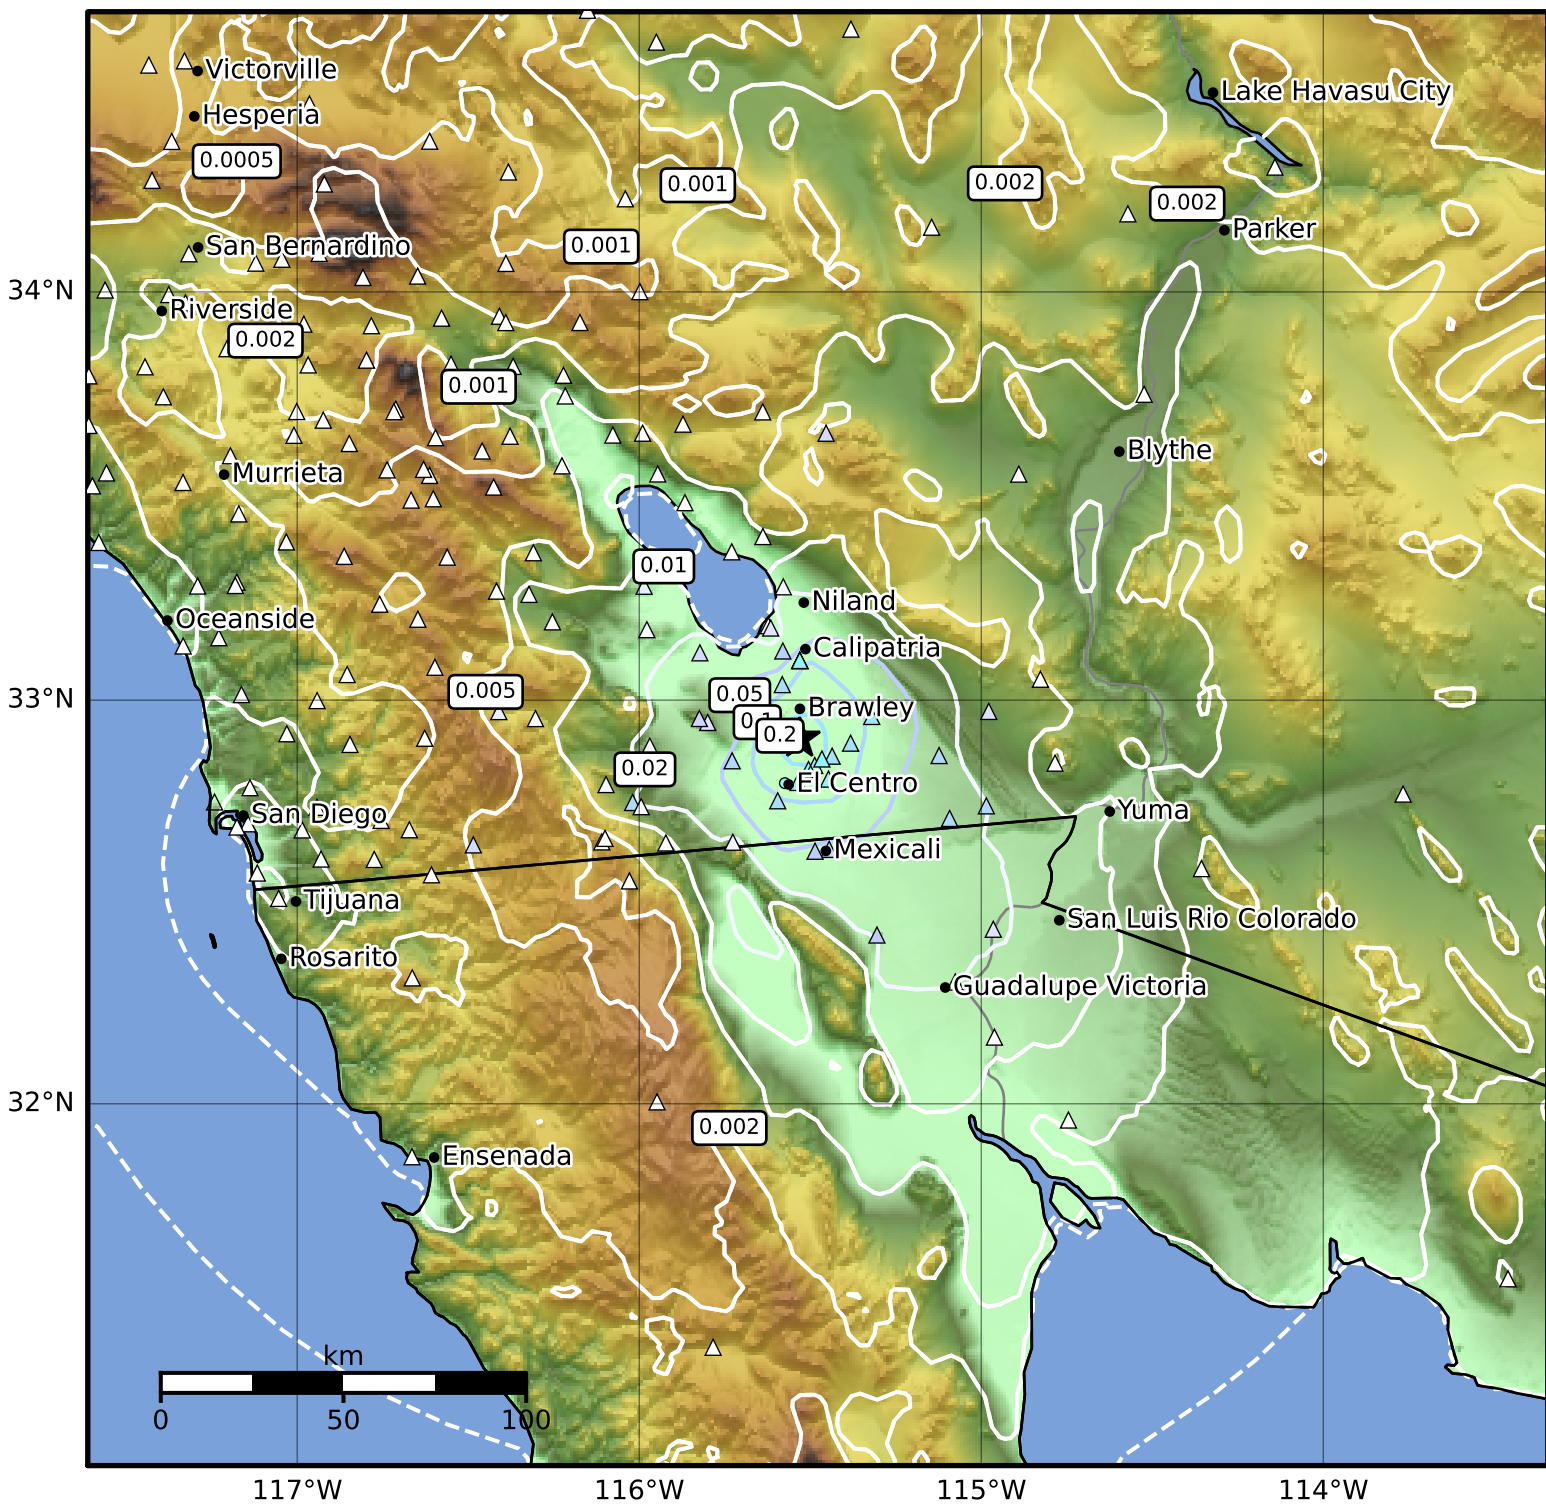 Victorville
Lake Havasu City
Hesperia
0.0005
0.001
0.002
0.002
Parker
San Bernardino
0.001
34°N
Riverside
0.002
0.001
Blythe
Murrieta
0.01
Niland
Oceanside
Calipatria
0.005
0.05
33°N
Brawley
0.2
0.02
El Centro
San Diego
Yuma
Mexicali
Tijuana
San Luis Rio Colorado
Rosarito
Guadalupe Victoria
32°N
0.002
Ensenada
km
0 50 100
117°W 116°W 115°W 114°W